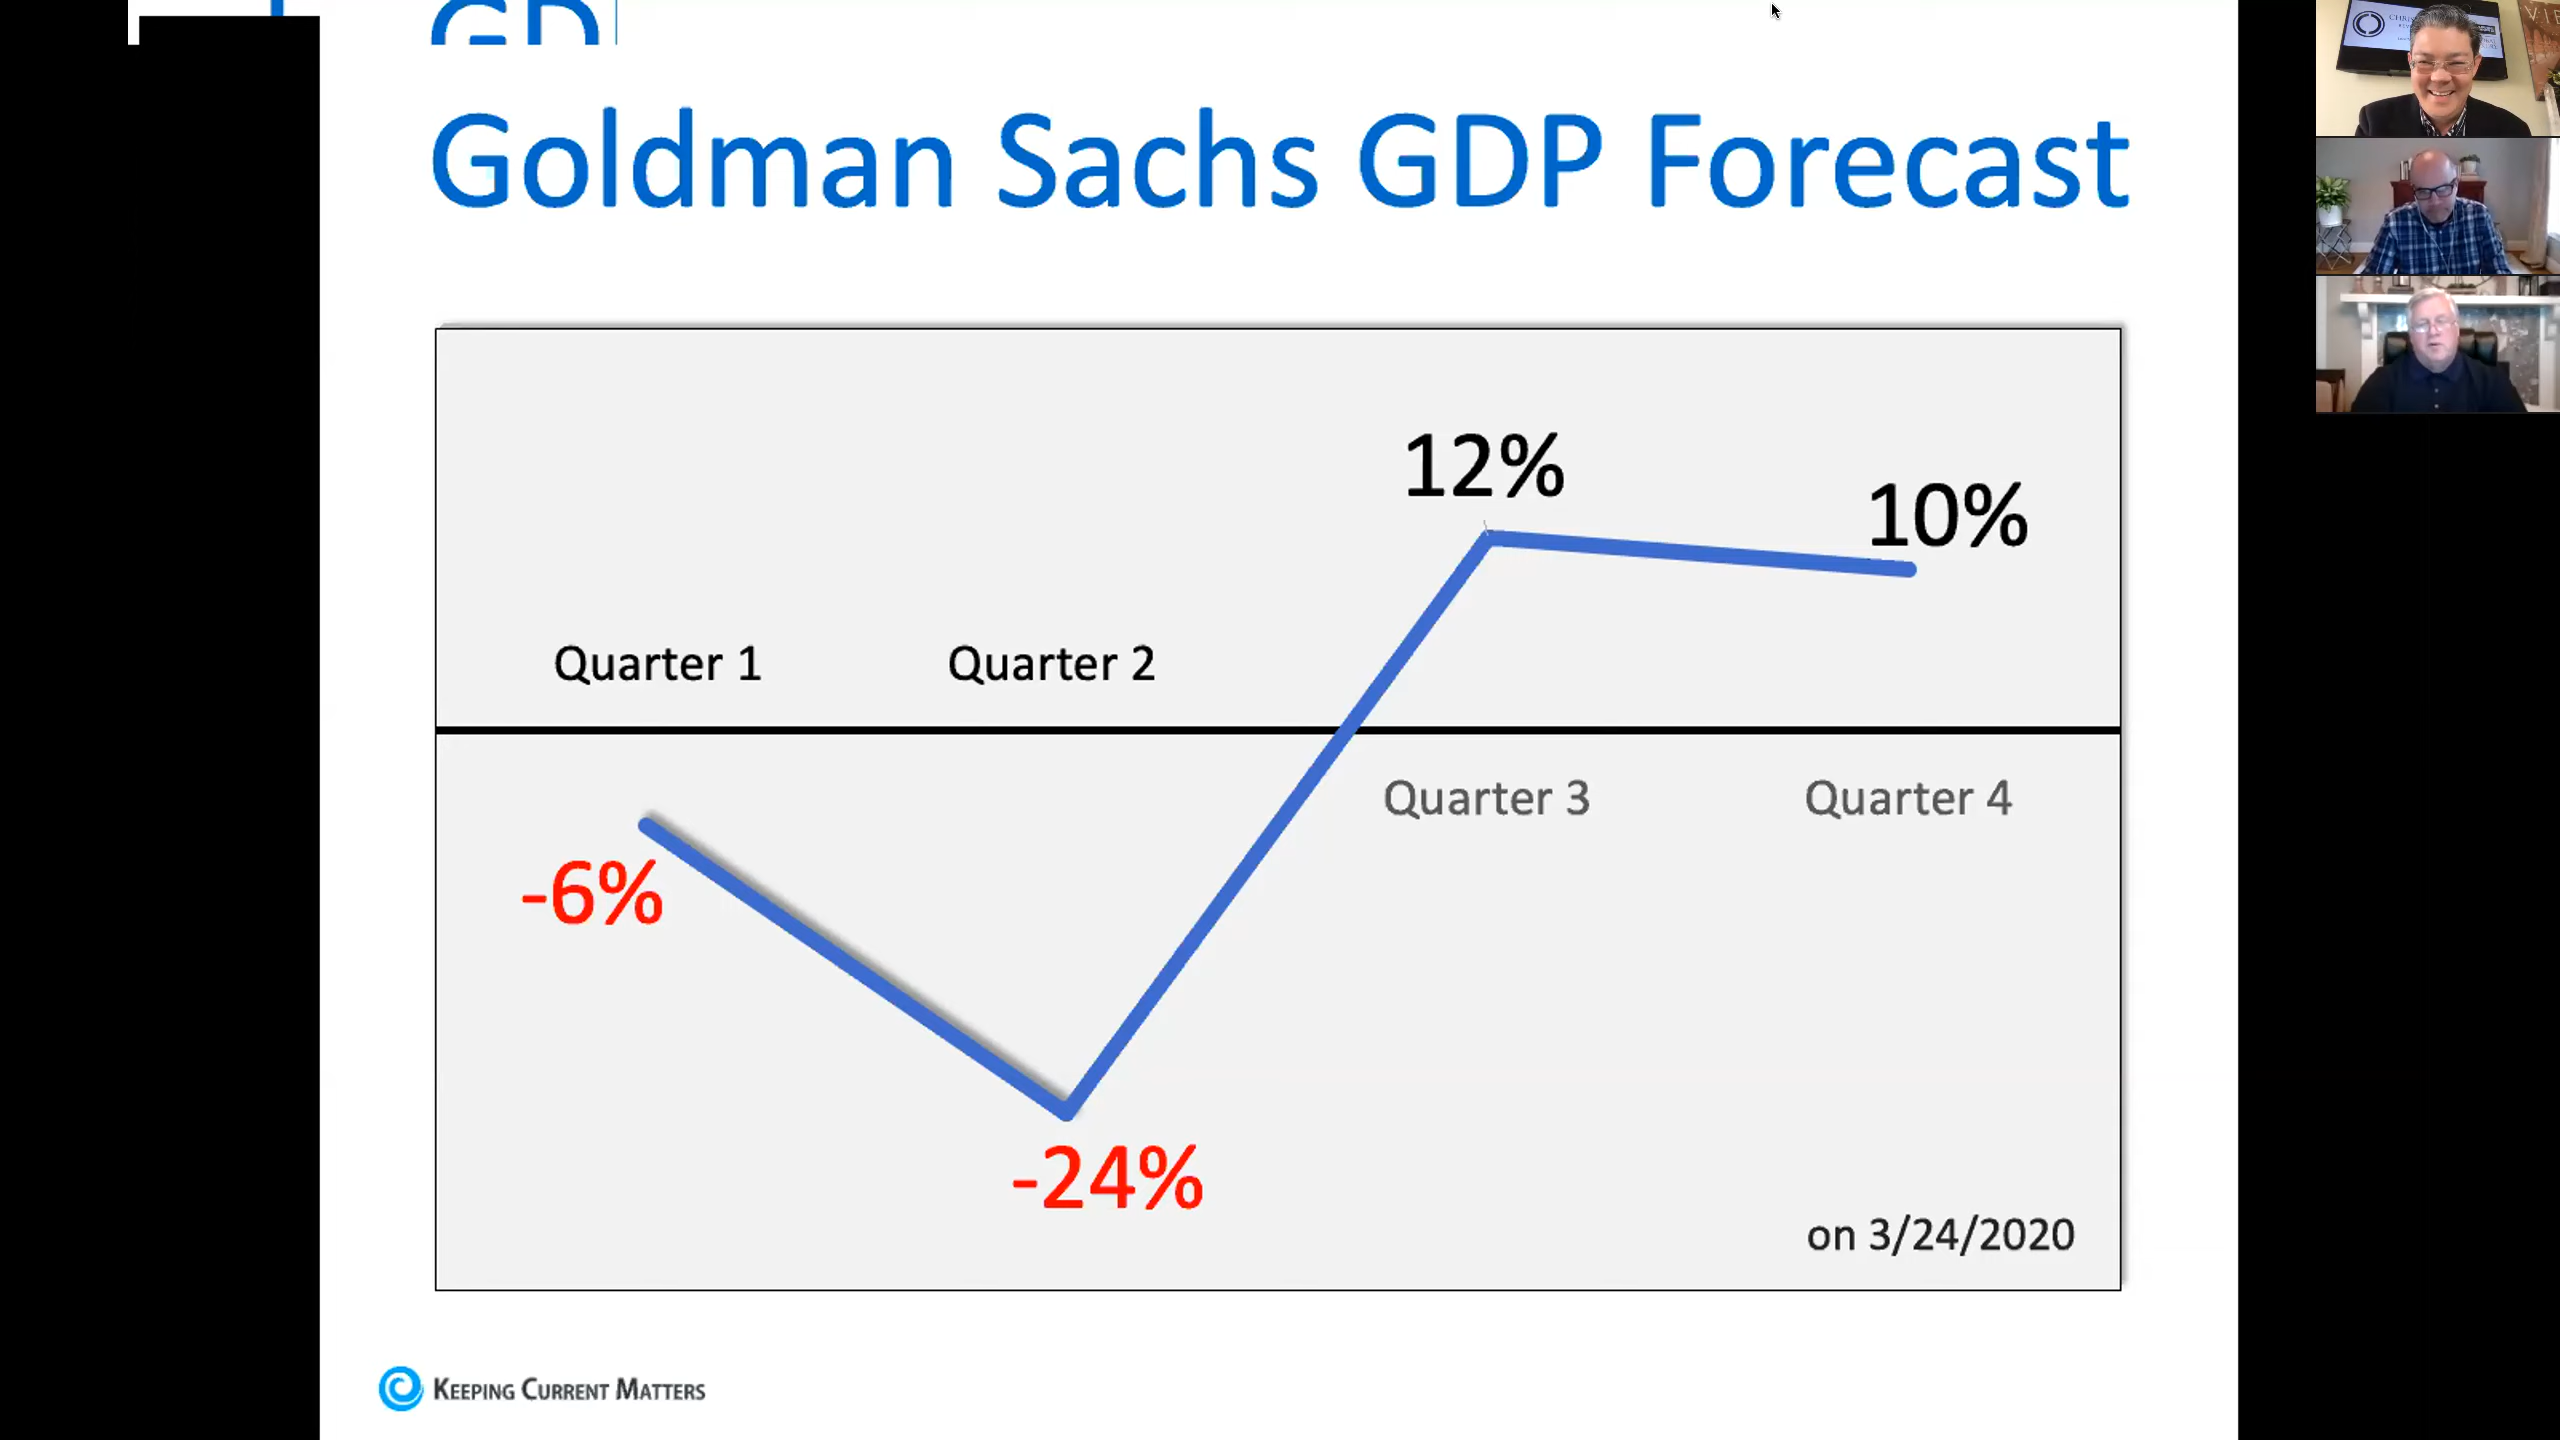 Goldman Sachs GDP Forecast
12%
10%
Quarter 1
Quarter 2
Quarter 3
Quarter 4
-6%
-24%
on 3/24/2020
KEEPING CURRENT MATTERS